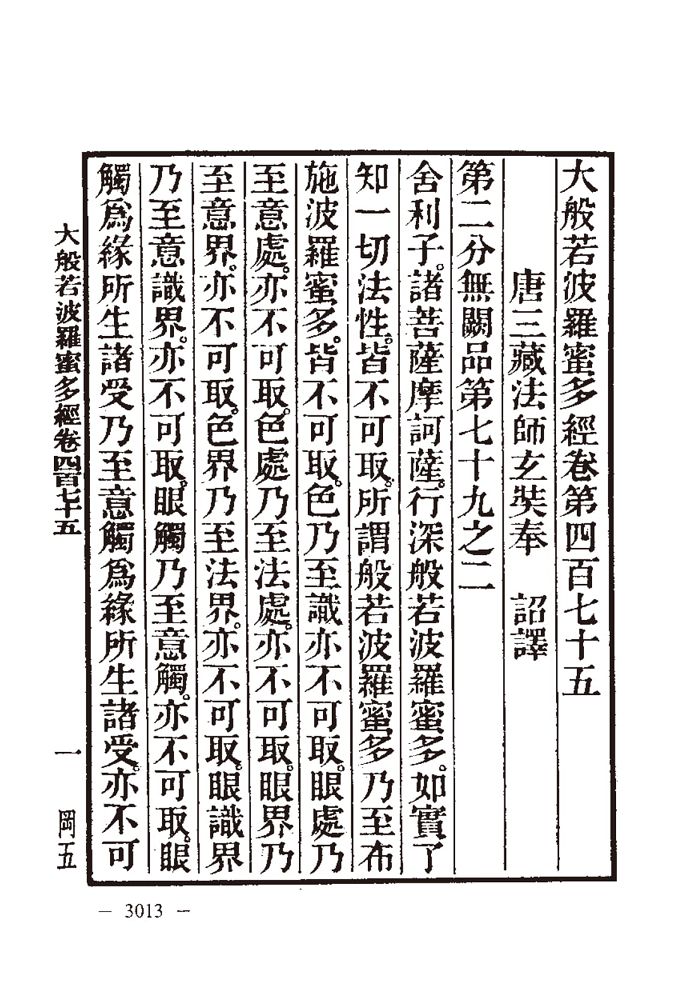 大般若波羅蜜多經卷第四百七十五
唐三藏法師玄奘奉　詔譯
第二分無闕品第七十九之二
舍利子。諸菩薩摩訶薩。行深般若波羅蜜多。如實了
知一切法性。皆不可取。所謂般若波羅蜜多乃至布
施波羅蜜多。皆不可取。色乃至識亦不可取。眼處乃
至意處。亦不可取。色處乃至法處。亦不可取。眼界乃
至意界。亦不可取。色界乃至法界。亦不可取。眼識界
乃至意識界。亦不可取。眼觸乃至意觸。亦不可取。眼
觸爲緣所生諸受乃至意觸爲緣所生諸受。亦不可
大般若波羅蜜多經卷四百七十五　一　岡五
— 3013 —